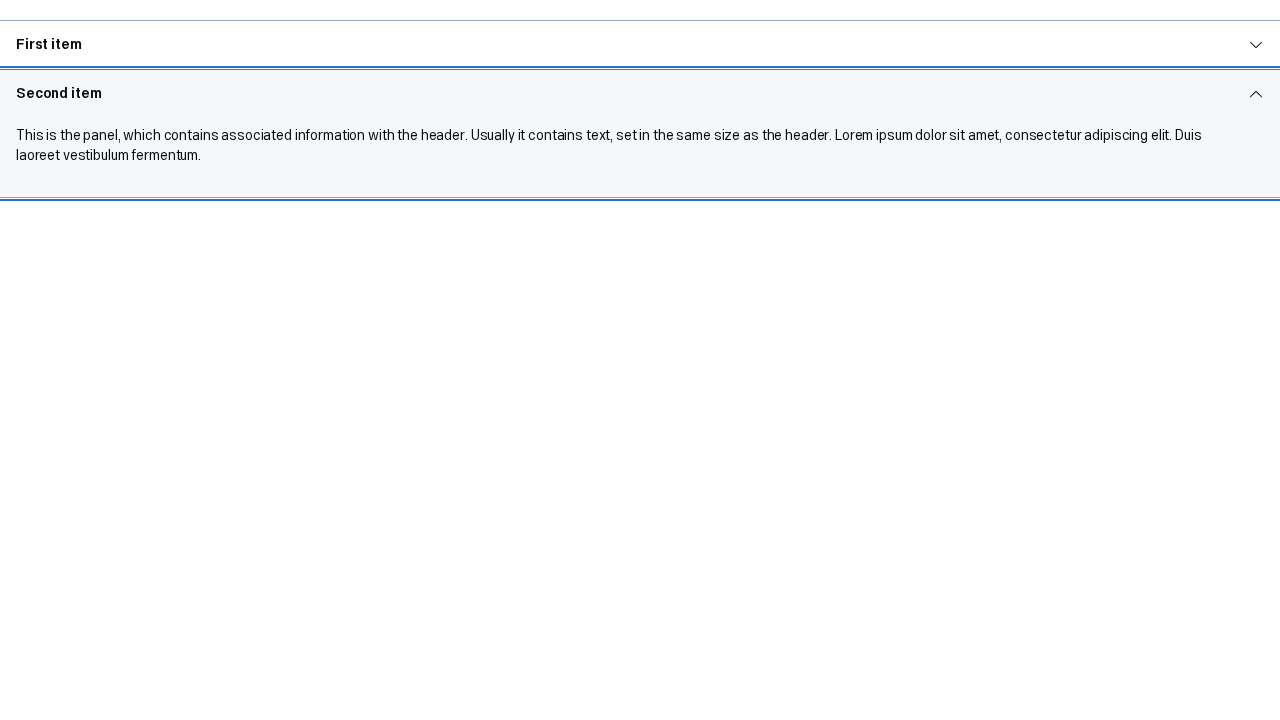 First item
Second item
This is the panel, which contains associated information with the header. Usually it contains text, set in the same size as the header. Lorem ipsum dolor sit amet, consectetur adipiscing elit. Duis
laoreet vestibulum fermentum.